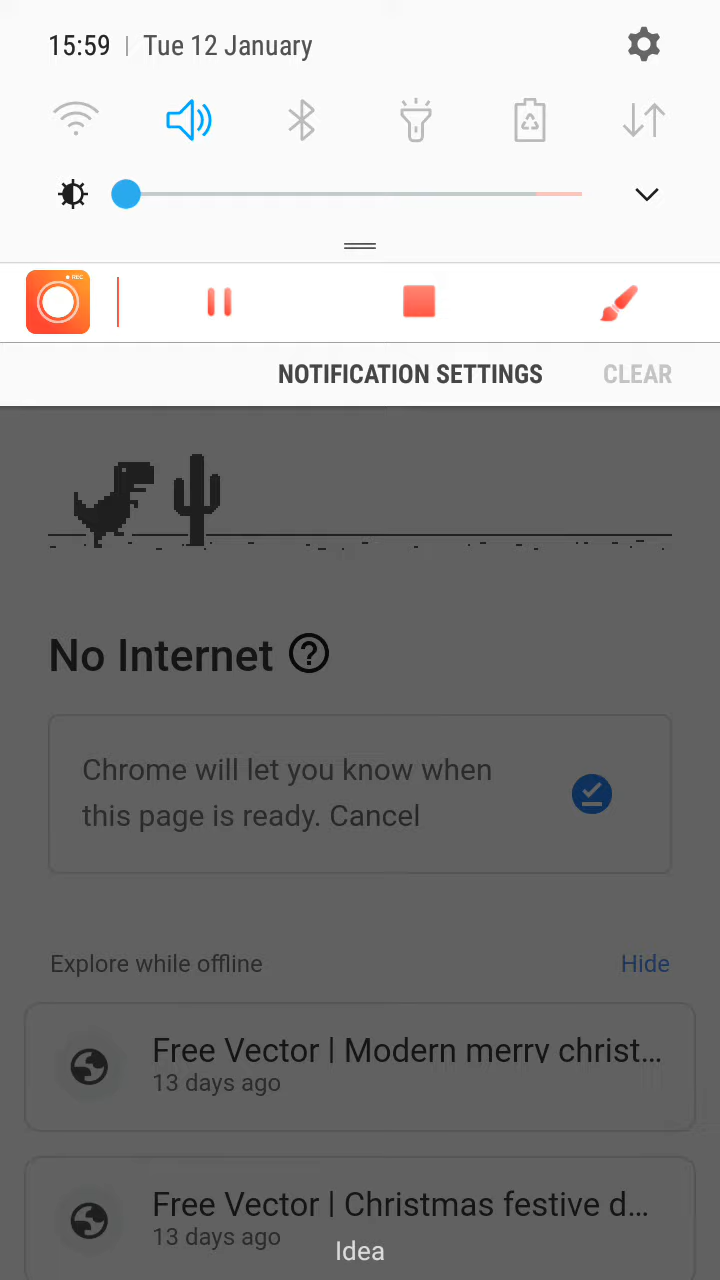 15:59 | Tue 12 January
REC
NOTIFICATION SETTINGS CLEAR
No Internet ?
Chrome will let you know when
this page is ready. Cancel
Explore while offline Hide
Free Vector | Modern merry christ...
13 days ago
Free Vector | Christmas festive d...
13 days ago
Idea